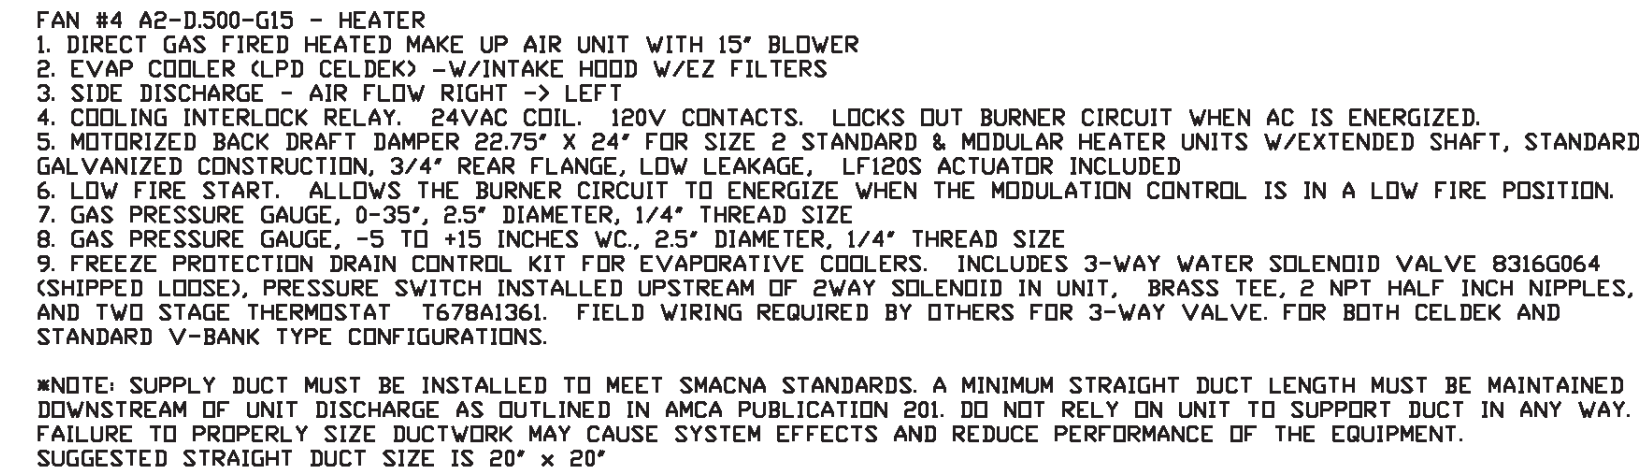 FAN #4 A2-D.500-G15 - HEATER
1. DIRECT GAS FIRED HEATED MAKE UP AIR UNIT WITH 15" BLOWER
2. EVAP COOLER (LPD CELDEK) -W/INTAKE HOOD W/EZ FILTERS
3. SIDE DISCHARGE - AIR FLOW RIGHT -> LEFT
4. COOLING INTERLOCK RELAY. 24VAC COIL. 120V CONTACTS. LOCKS OUT BURNER CIRCUIT WHEN AC IS ENERGIZED.
5. MOTORIZED BACK DRAFT DAMPER 22.75" X 24" FOR SIZE 2 STANDARD & MODULAR HEATER UNITS W/EXTENDED SHAFT, STANDARD
GALVANIZED CONSTRUCTION, 3/4" REAR FLANGE, LOW LEAKAGE, LF120S ACTUATOR INCLUDED
6. LOW FIRE START. ALLOWS THE BURNER CIRCUIT TO ENERGIZE WHEN THE MODULATION CONTROL IS IN A LOW FIRE POSITION.
7. GAS PRESSURE GAUGE, 0-35", 2.5" DIAMETER, 1/4" THREAD SIZE
8. GAS PRESSURE GAUGE, -5 TO +15 INCHES WC., 2.5" DIAMETER, 1/4" THREAD SIZE
9. FREEZE PROTECTION DRAIN CONTROL KIT FOR EVAPORATIVE COOLERS. INCLUDES 3-WAY WATER SOLENOID VALVE 8316G064
(SHIPPED LOOSE), PRESSURE SWITCH INSTALLED UPSTREAM OF 2WAY SOLENOID IN UNIT, BRASS TEE, 2 NPT HALF INCH NIPPLES,
AND TWO STAGE THERMOSTAT T678A1361. FIELD WIRING REQUIRED BY OTHERS FOR 3-WAY VALVE. FOR BOTH CELDEK AND
STANDARD V-BANK TYPE CONFIGURATIONS.
*NOTE: SUPPLY DUCT MUST BE INSTALLED TO MEET SMACNA STANDARDS. A MINIMUM STRAIGHT DUCT LENGTH MUST BE MAINTAINED
DOWNSTREAM OF UNIT DISCHARGE AS OUTLINED IN AMCA PUBLICATION 201. DO NOT RELY ON UNIT TO SUPPORT DUCT IN ANY WAY.
FAILURE TO PROPERLY SIZE DUCTWORK MAY CAUSE SYSTEM EFFECTS AND REDUCE PERFORMANCE OF THE EQUIPMENT.
SUGGESTED STRAIGHT DUCT SIZE IS 20" x 20"